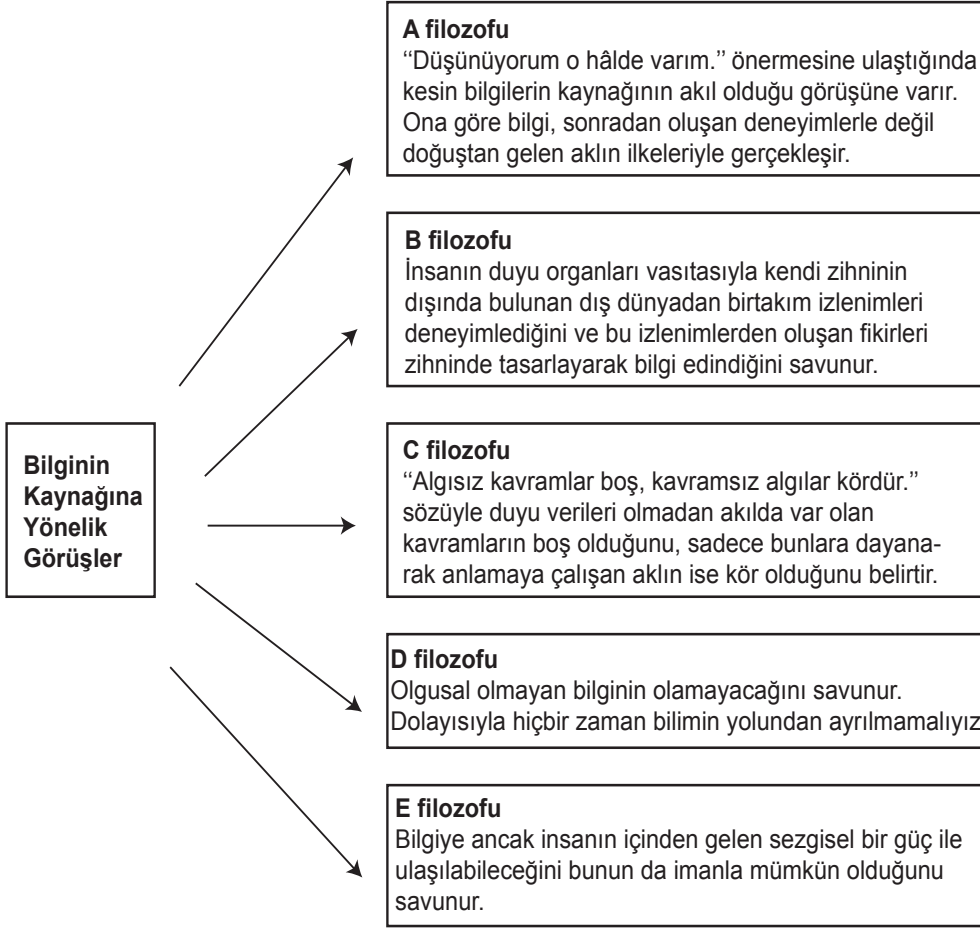 A filozofu
‘‘Düşünüyorum o hâlde varım.’’ önermesine ulaştığında
kesin bilgilerin kaynağının akıl olduğu görüşüne varır.
Ona göre bilgi, sonradan oluşan deneyimlerle değil
doğuştan gelen aklın ilkeleriyle gerçekleşir.
B filozofu
İnsanın duyu organları vasıtasıyla kendi zihninin
dışında bulunan dış dünyadan birtakım izlenimleri
deneyimlediğini ve bu izlenimlerden oluşan fikirleri
zihninde tasarlayarak bilgi edindiğini savunur.
Bilginin
Kaynağına
Yönelik
Görüşler
C filozofu
‘‘Algısız kavramlar boş, kavramsız algılar kördür.’’
sözüyle duyu verileri olmadan akılda var olan
kavramların boş olduğunu, sadece bunlara dayana-
rak anlamaya çalışan aklın ise kör olduğunu belirtir.
D filozofu
Olgusal olmayan bilginin olamayacağını savunur.
Dolayısıyla hiçbir zaman bilimin yolundan ayrılmamalıyız
E filozofu
Bilgiye ancak insanın içinden gelen sezgisel bir güç ile
ulaşılabileceğini bunun da imanla mümkün olduğunu
savunur.